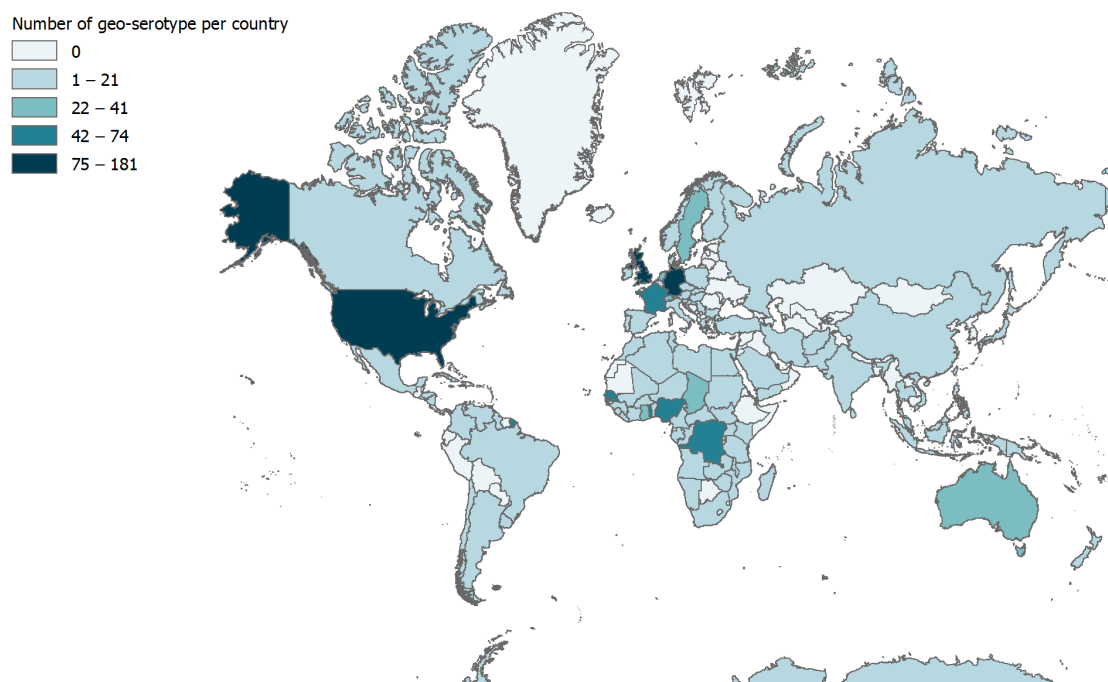 Number of geo-serotype per country
0
1 – 21
22 – 41
42 – 74
75 – 181